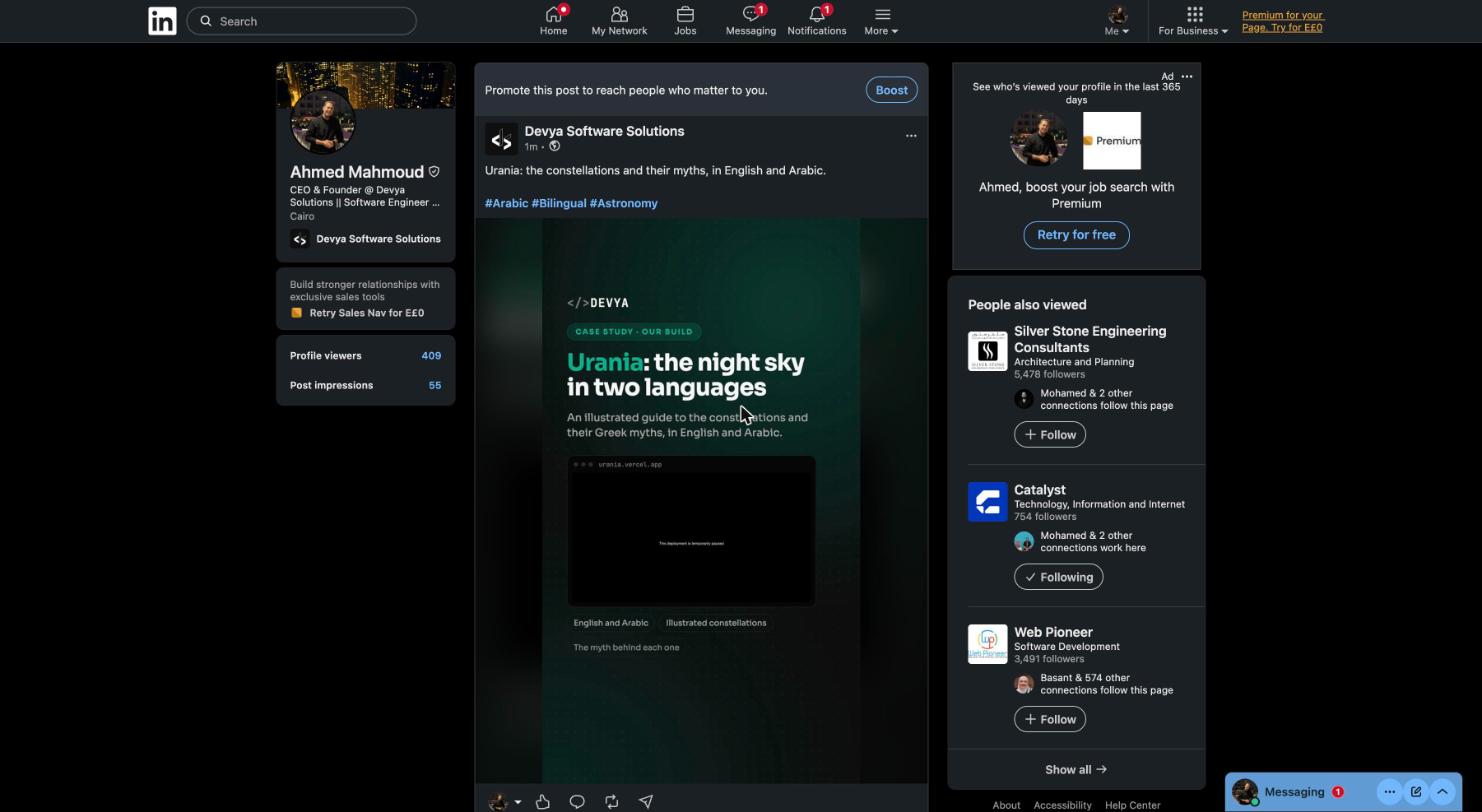 in
Search
Home
My Network
Jobs
1
Messaging
1
Notifications
More
Me
For Business
Premium for your
Page. Try for E£0
Ahmed Mahmoud
CEO & Founder @ Devya
Solutions || Software Engineer ...
Cairo
Devya Software Solutions
Build stronger relationships with
exclusive sales tools
Retry Sales Nav for E£0
Profile viewers 409
Post impressions 55
Promote this post to reach people who matter to you.
Boost
Devya Software Solutions
1m •
Urania: the constellations and their myths, in English and Arabic.
#Arabic #Bilingual #Astronomy
</>DEVYA
CASE STUDY · OUR BUILD
Urania: the night sky
in two languages
An illustrated guide to the constellations and
their Greek myths, in English and Arabic.
urania.vercel.app
This deployment is temporarily paused
English and Arabic
Illustrated constellations
The myth behind each one
Ad
See who's viewed your profile in the last 365
days
Premium
Ahmed, boost your job search with
Premium
Retry for free
People also viewed
Silver Stone Engineering
Consultants
Architecture and Planning
5,478 followers
Mohamed & 2 other
connections follow this page
+ Follow
Catalyst
Technology, Information and Internet
754 followers
Mohamed & 2 other
connections work here
Following
Web Pioneer
Software Development
3,491 followers
Basant & 574 other
connections follow this page
+ Follow
Show all →
About Accessibility Help Center
Messaging 1